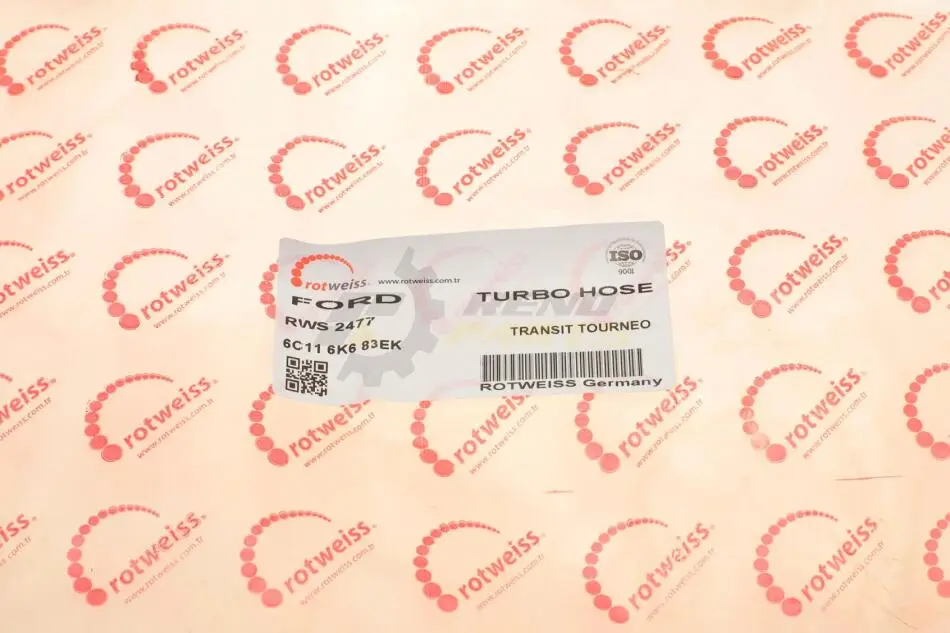 rotweiss® www.rotweiss.com.tr
ISO
9001
FORD
TURBO HOSE
RWS 2477
TRANSIT TOURNEO
6C11 6K6 83EK
ROTWEISS Germany
rotweiss
www.rotweiss.com.tr